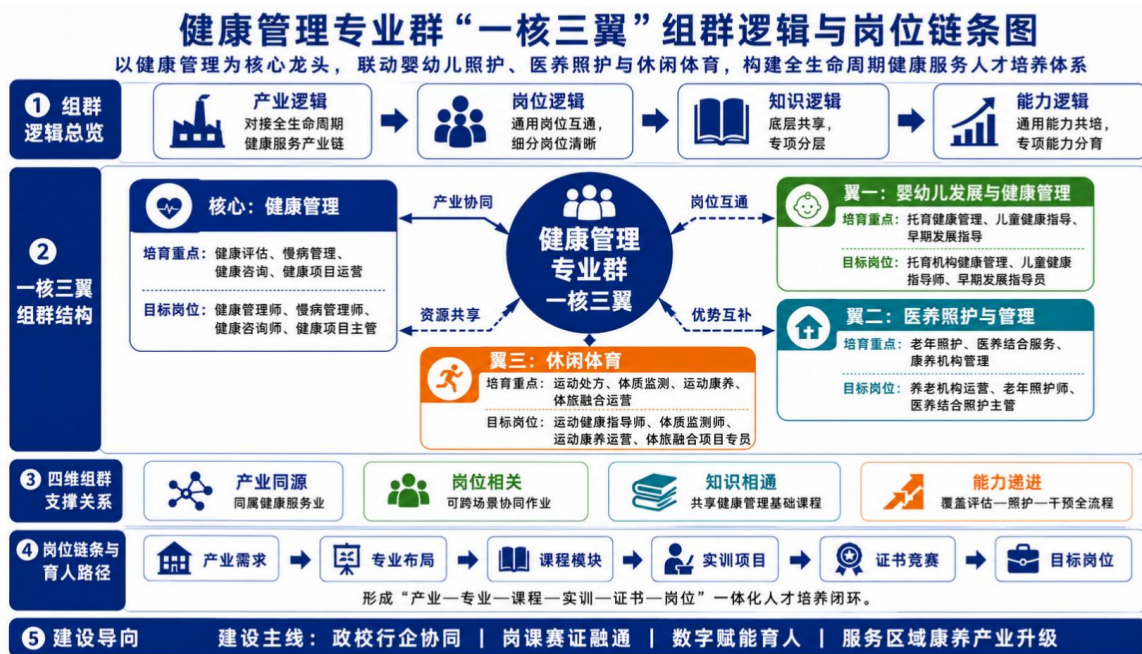 健康管理专业群“一核三翼”组群逻辑与岗位链条图
以健康管理为核心龙头，联动婴幼儿照护、医养照护与休闲体育，构建全生命周期健康服务人才培养体系
1 组群
逻辑总览
产业逻辑
对接全生命周期
健康服务产业链
岗位逻辑
通用岗位互通，
细分岗位清晰
知识逻辑
底层共享，
专项分层
能力逻辑
通用能力共培，
专项能力分育
2
一核三翼
组群结构
核心：健康管理
培育重点：健康评估、慢病管理、
健康咨询、健康项目运营
目标岗位：健康管理师、慢病管理师、
健康咨询师、健康项目主管
产业协同
岗位互通
资源共享
优势互补
健康管理
专业群
一核三翼
翼一：婴幼儿发展与健康管理
培育重点：托育健康管理、儿童健康指导、
早期发展指导
目标岗位：托育机构健康管理、儿童健康
指导师、早期发展指导员
翼二：医养照护与管理
培育重点：老年照护、医养结合服务、
康养机构管理
目标岗位：养老机构运营、老年照护师、
医养结合照护主管
翼三：休闲体育
培育重点：运动处方、体质监测、运动康养、
体旅融合运营
目标岗位：运动健康指导师、体质监测师、
运动康养运营、体旅融合项目专员
3 四维组群
支撑关系
产业同源
同属健康服务业
岗位相关
可跨场景协同作业
知识相通
共享健康管理基础课程
能力递进
覆盖评估—照护—干预全流程
4 岗位链条与
育人路径
产业需求
专业布局
课程模块
实训项目
证书竞赛
目标岗位
形成“产业—专业—课程—实训—证书—岗位”一体化人才培养闭环。
5 建设导向
建设主线：政校行企协同 | 岗课赛证融通 | 数字赋能育人 | 服务区域康养产业升级